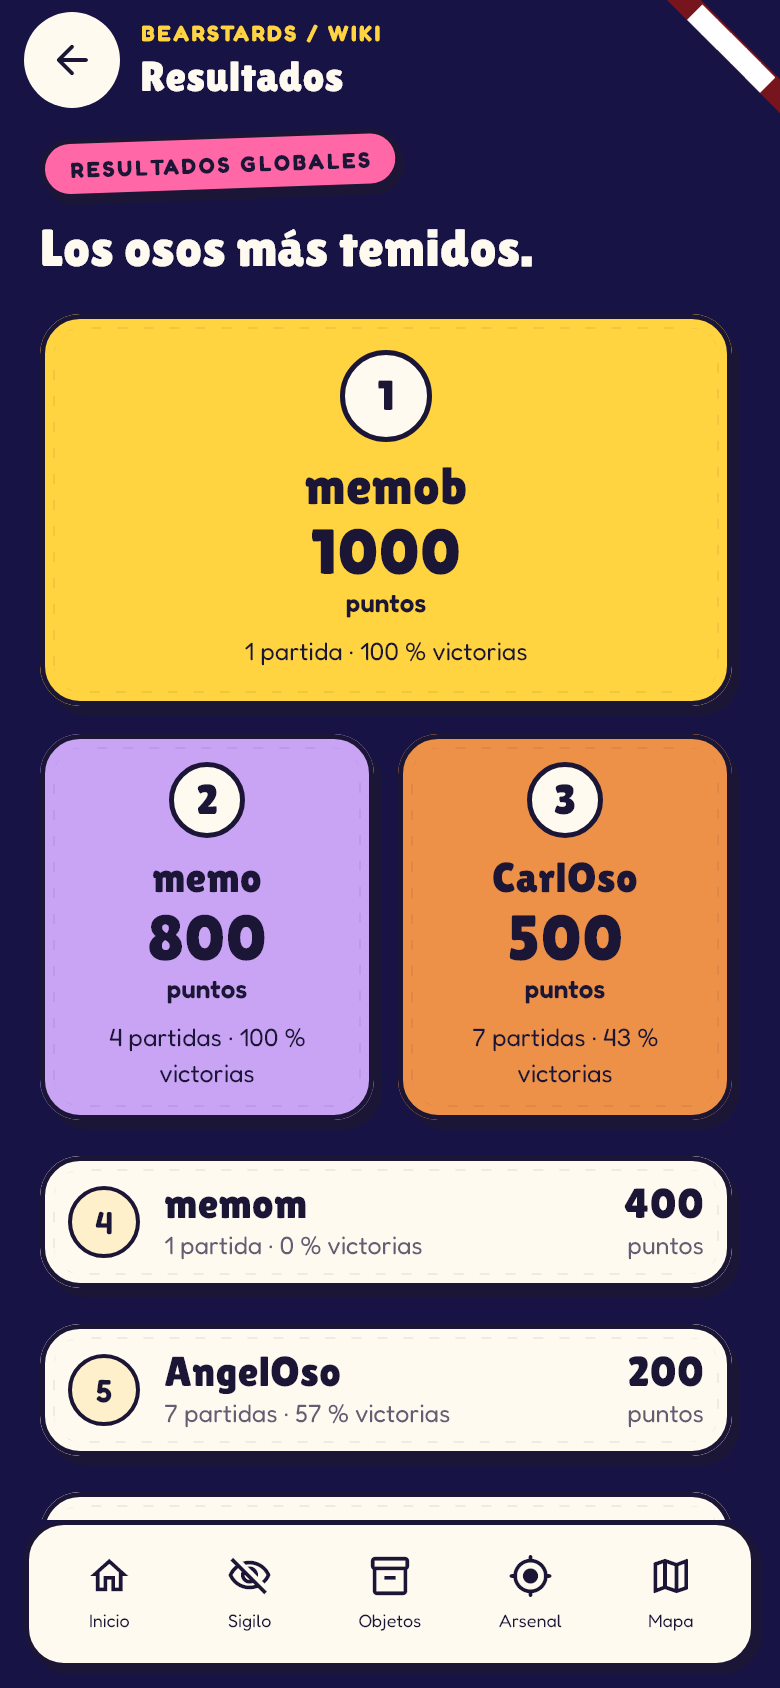 BEARSTARDS / WIKI
Resultados
RESULTADOS GLOBALES
Los osos más temidos.
1
memob
1000
puntos
1 partida · 100 % victorias
2
memo
800
puntos
4 partidas · 100 %
victorias
3
CarlOso
500
puntos
7 partidas · 43 %
victorias
4
memom
400
1 partida · 0 % victorias
puntos
5
AngelOso
200
7 partidas · 57 % victorias
puntos
Inicio
Sigilo
Objetos
Arsenal
Mapa